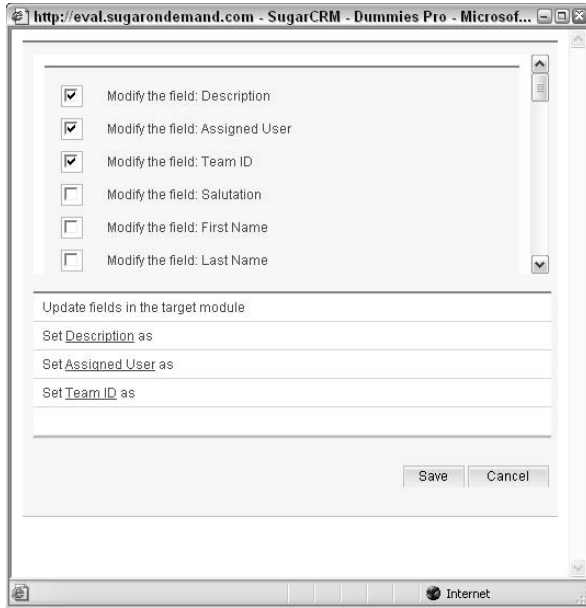 http://eval.sugarondemand.com - SugarCRM - Dummies Pro - Microsof...
Modify the field: Description
Modify the field: Assigned User
Modify the field: Team ID
Modify the field: Salutation
Modify the field: First Name
Modify the field: Last Name
Update fields in the target module
Set Description as
Set Assigned User as
Set Team ID as
Save Cancel
Internet